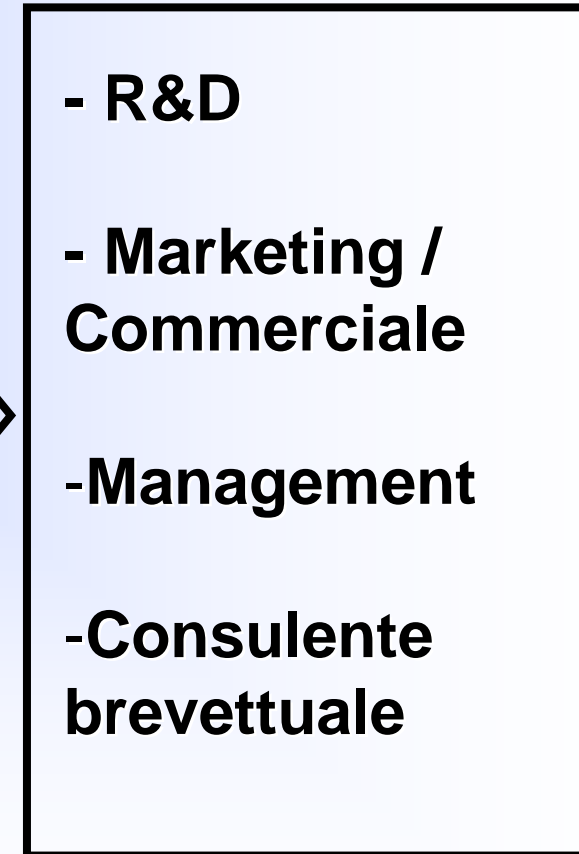 - R&D
- Marketing /
Commerciale
-Management
-Consulente
brevettuale